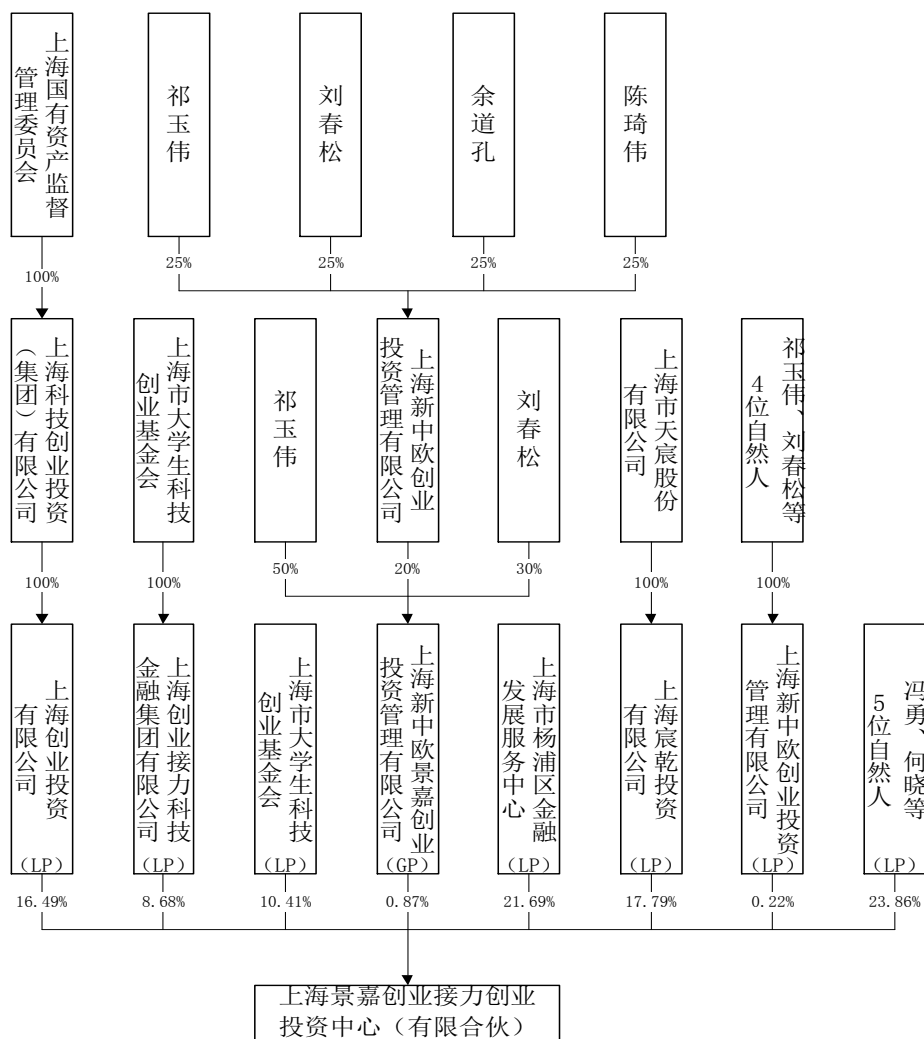 上海国有资产监督
管理委员会
祁玉伟
刘春松
余道孔
陈琦伟
100%
25%
25%
25%
25%
上海科技创业投资
（集团）有限公司
上海市大学生科技
创业基金会
祁玉伟
上海新中欧创业
投资管理有限公司
刘春松
上海市天宸股份
有限公司
祁玉伟、刘春松等
4位自然人
100%
100%
50%
20%
30%
100%
100%
上海创业投资
有限公司
（LP）
上海创业接力科技
金融集团有限公司
（LP）
上海市大学生科技
创业基金会
（LP）
上海新中欧景嘉创业
投资管理有限公司
（GP）
上海市杨浦区金融
发展服务中心
（LP）
上海宸乾投资
有限公司
（LP）
上海新中欧创业投资
管理有限公司
（LP）
冯勇、何晓等
5位自然人
（LP）
16.49%
8.68%
10.41%
0.87%
21.69%
17.79%
0.22%
23.86%
上海景嘉创业接力创业
投资中心（有限合伙）